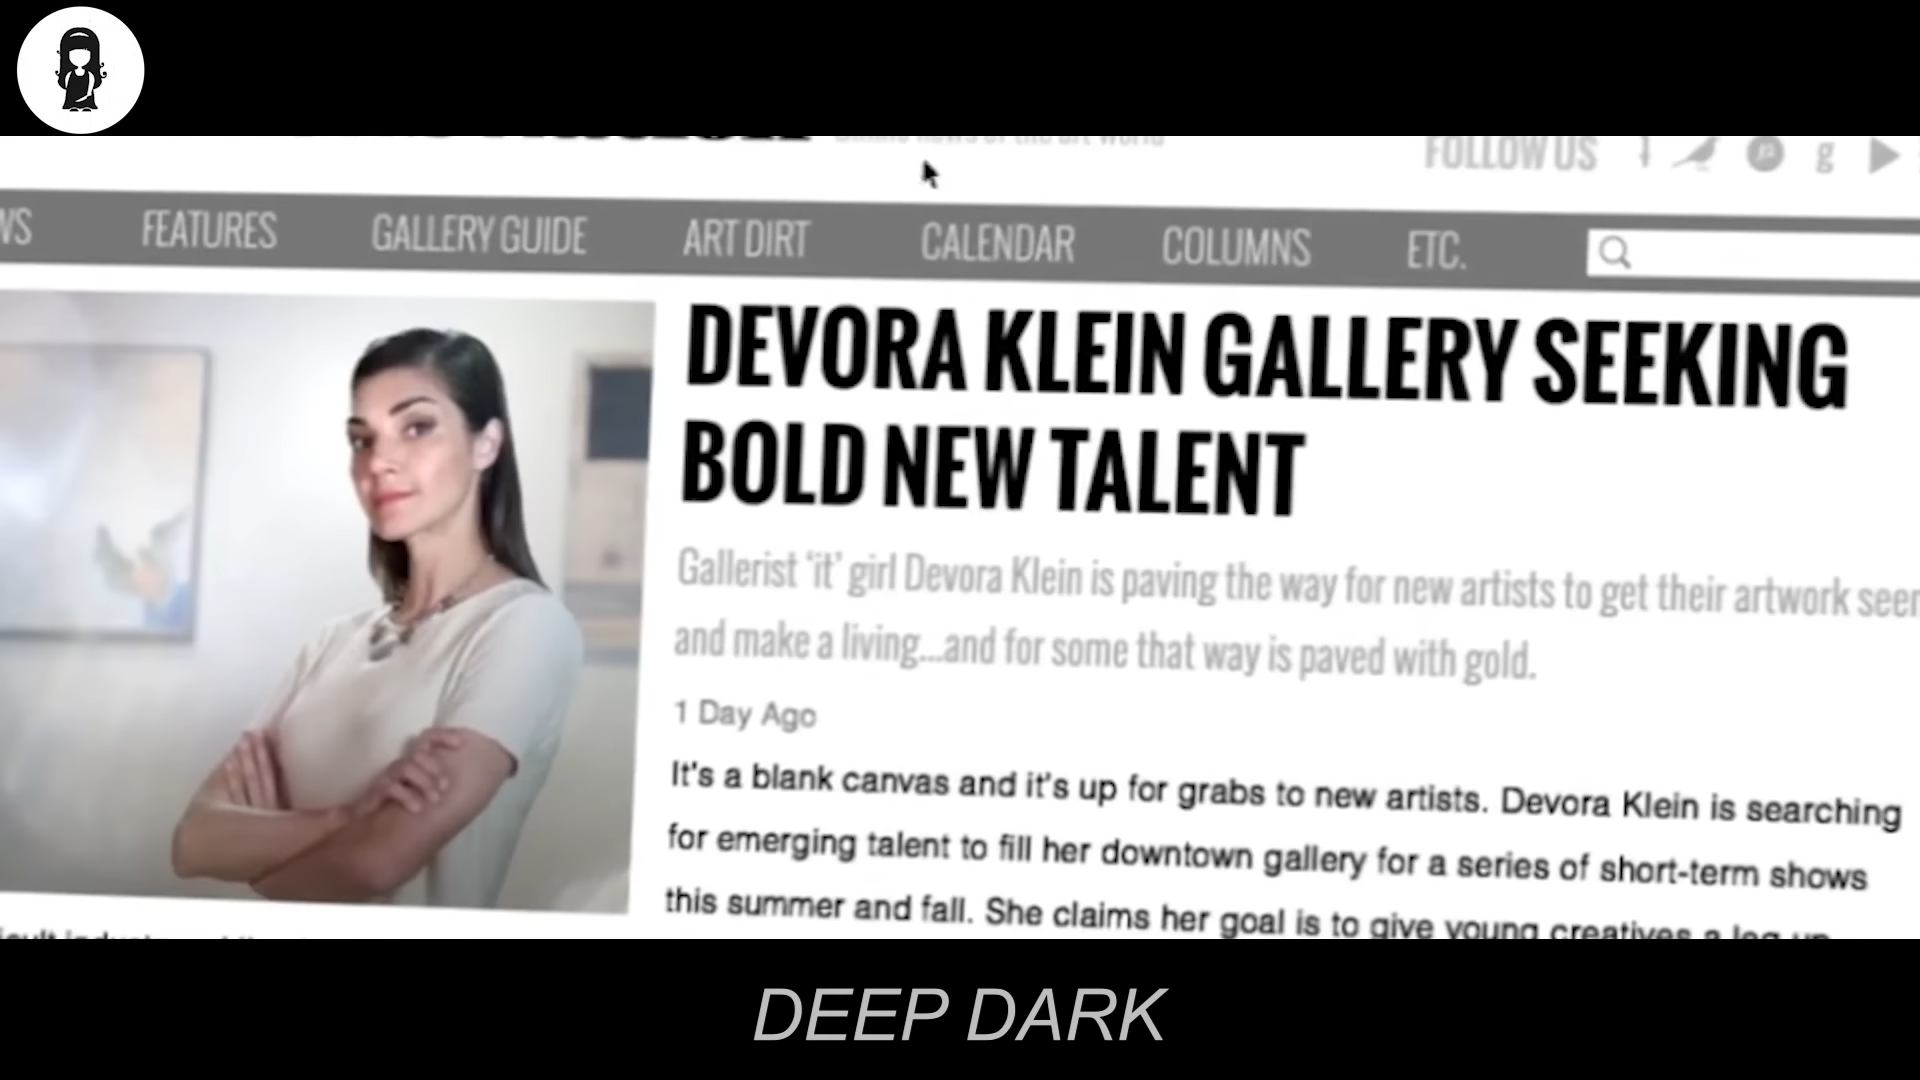 FOLLOW US
FEATURES GALLERY GUIDE ART DIRT CALENDAR COLUMNS ETC.
DEVORA KLEIN GALLERY SEEKING
BOLD NEW TALENT
Gallerist 'it' girl Devora Klein is paving the way for new artists to get their artwork
and make a living...and for some that way is paved with gold.
1 Day Ago
It's a blank canvas and it's up for grabs to new artists. Devora Klein is searching
for emerging talent to fill her downtown gallery for a series of short-term shows
this summer and fall. She claims her goal is to give young creatives a leg up
DEEP DARK